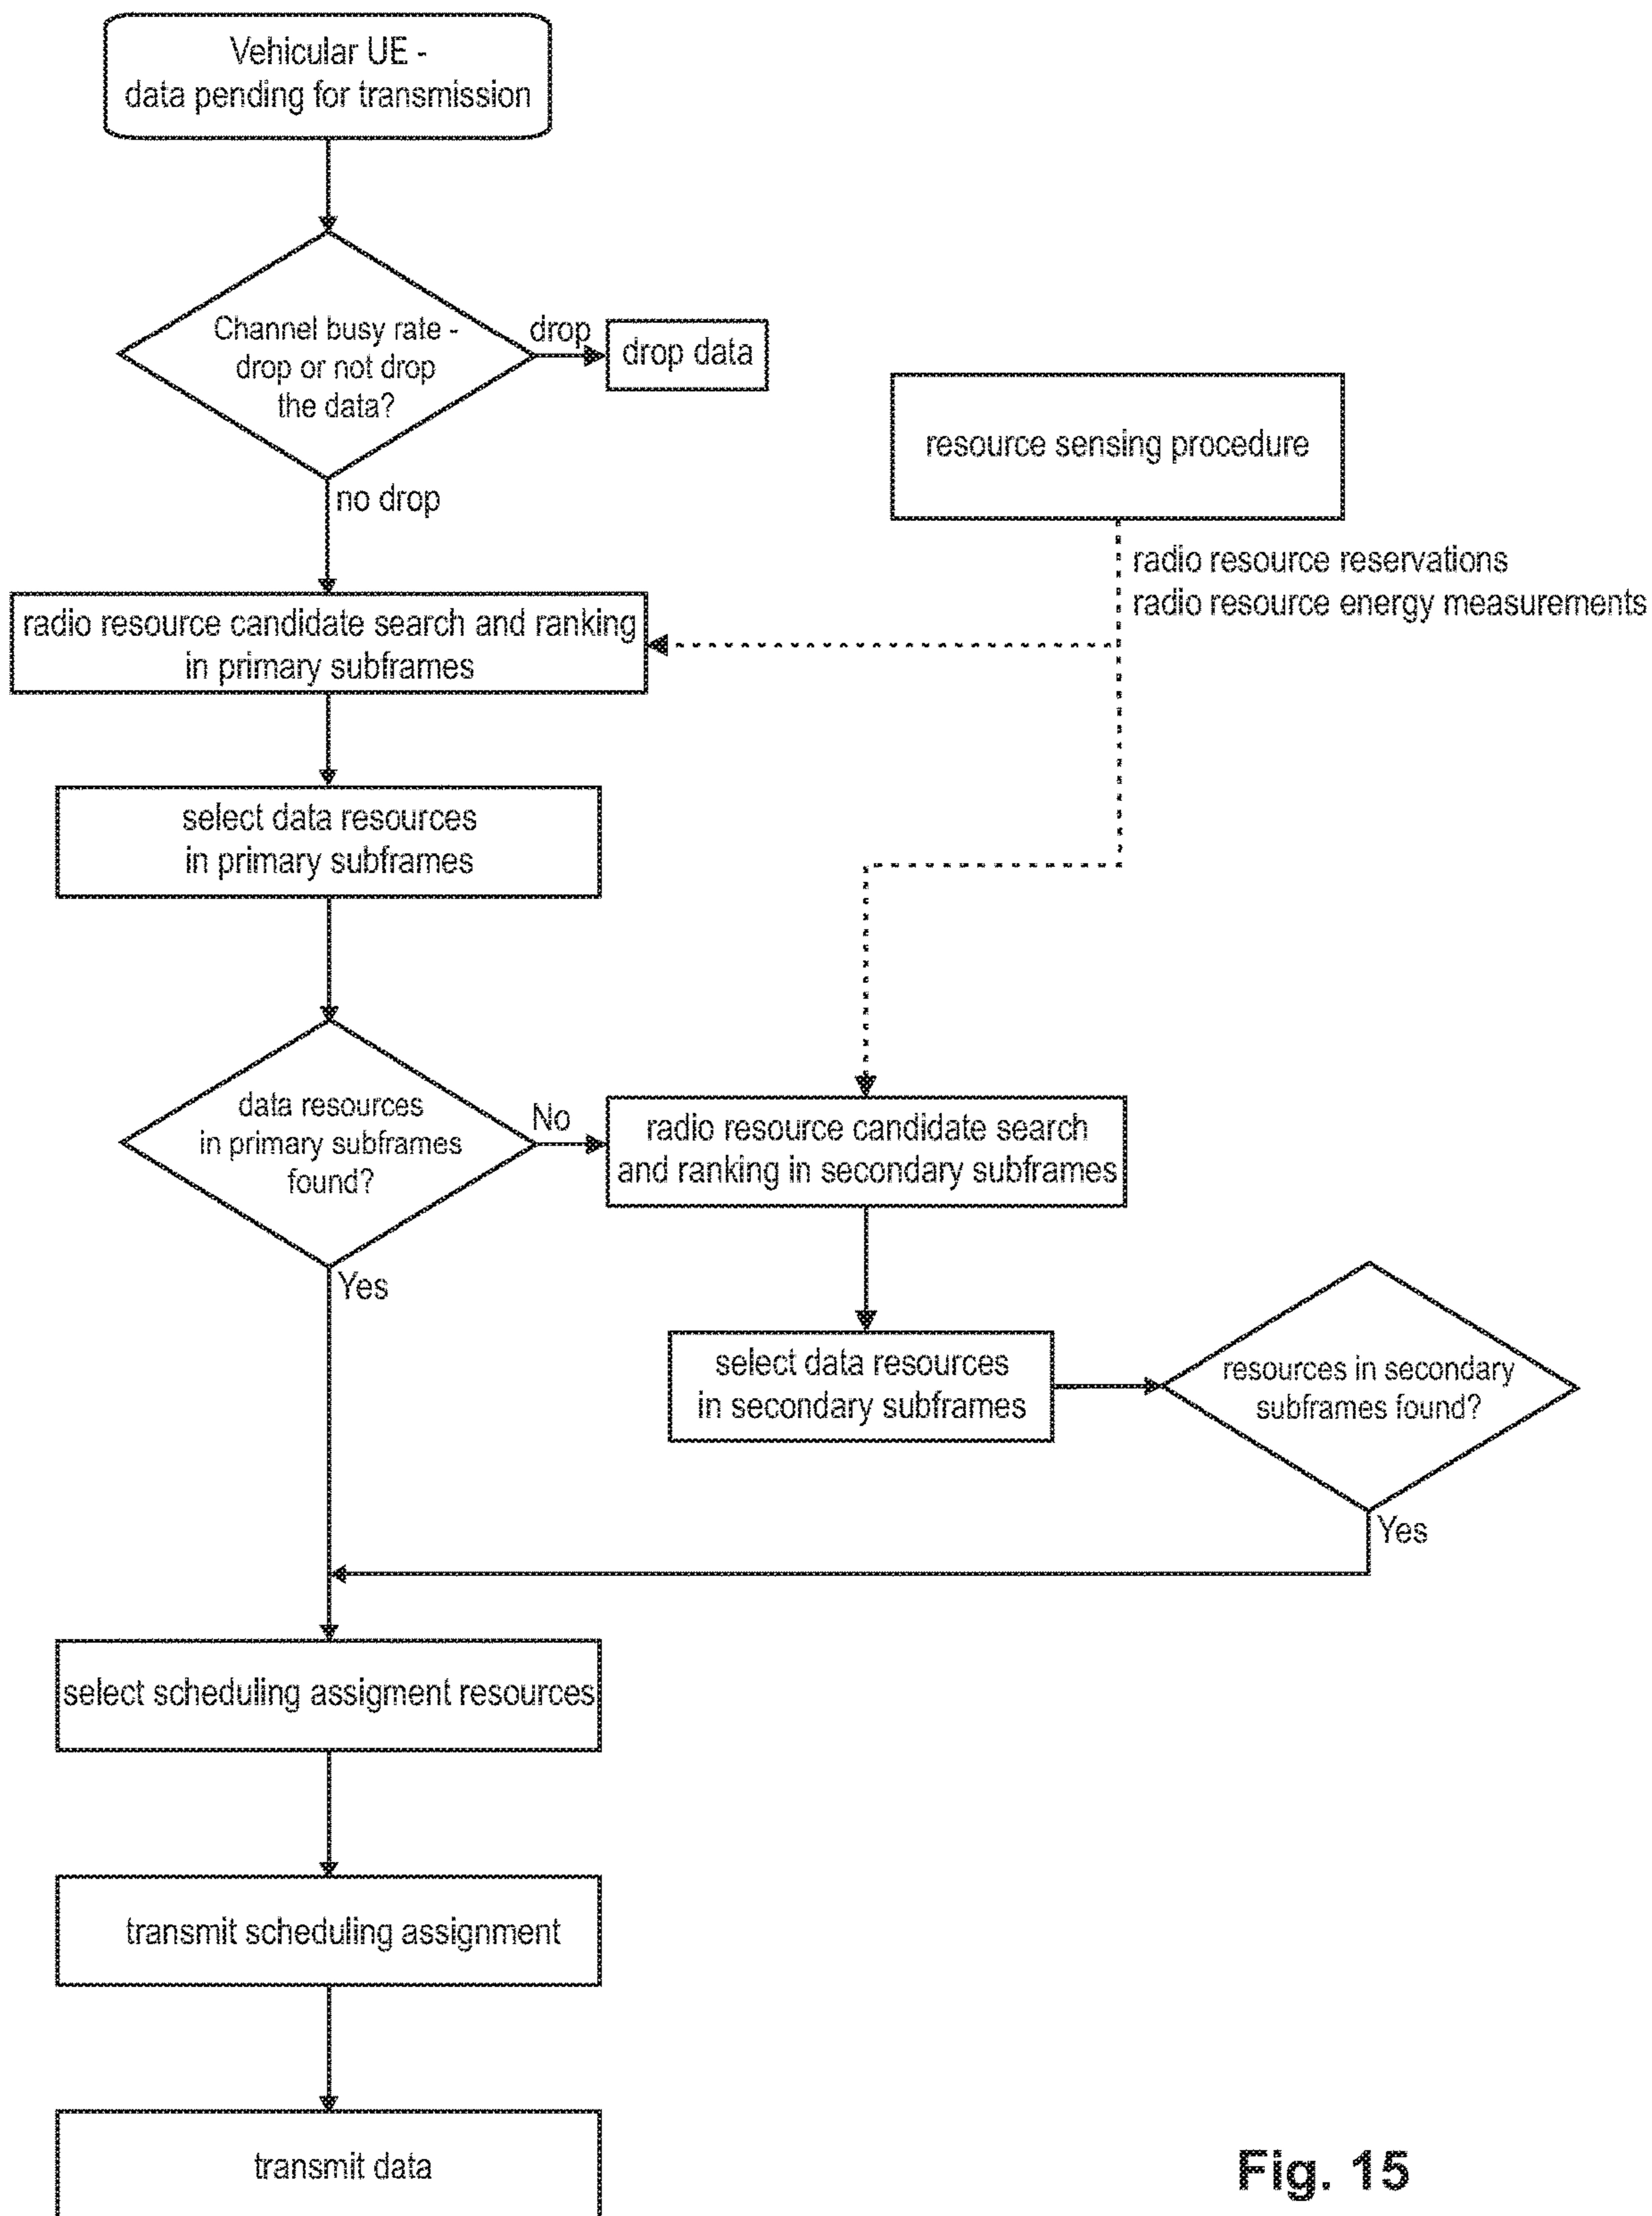 Vehicular UE -
data pending for transmission
Channel busy rate -
drop or not drop
the data?
drop
drop data
no drop
resource sensing procedure
radio resource reservations
radio resource energy measurements
radio resource candidate search and ranking
in primary subframes
select data resources
in primary subframes
data resources
in primary subframes
found?
No
radio resource candidate search
and ranking in secondary subframes
Yes
select data resources
in secondary subframes
resources in secondary
subframes found?
Yes
select scheduling assigment resources
transmit scheduling assignment
transmit data
Fig. 15